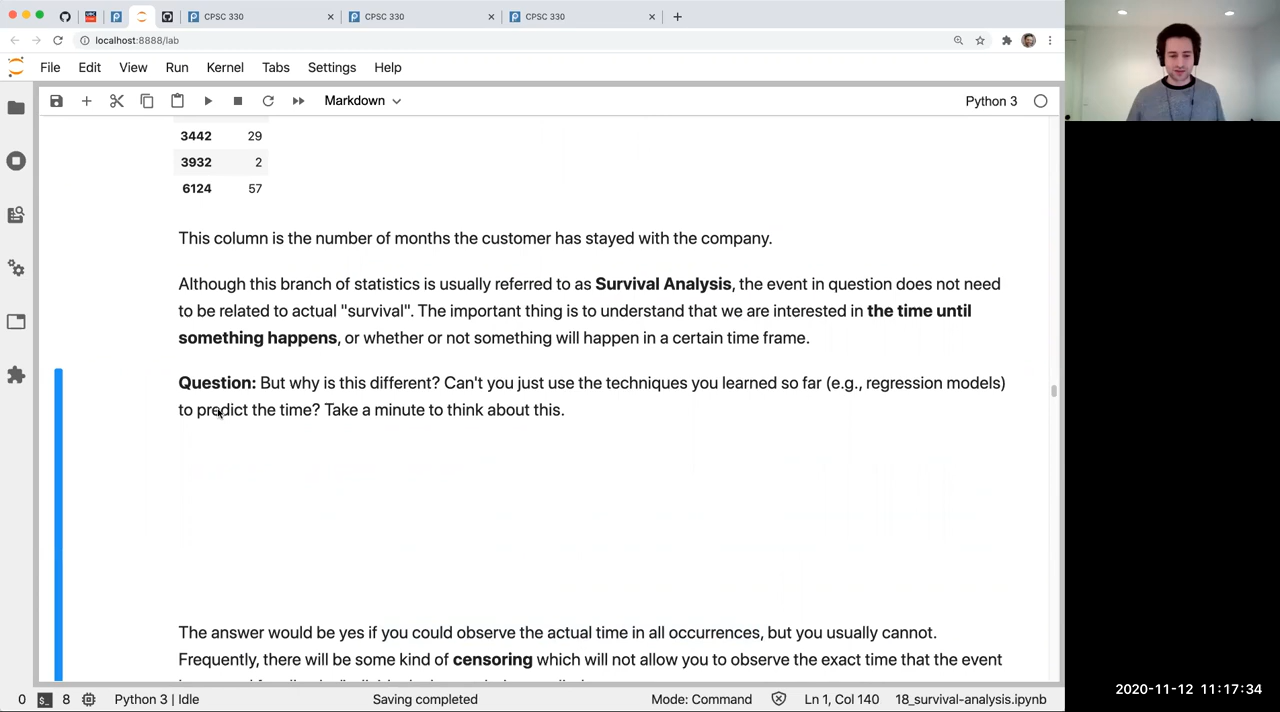 CPSC 330
CPSC 330
CPSC 330
localhost:8888/lab
File Edit View Run Kernel Tabs Settings Help
Markdown
Python 3
3442 29
3932 2
6124 57
This column is the number of months the customer has stayed with the company.
Although this branch of statistics is usually referred to as Survival Analysis, the event in question does not need
to be related to actual "survival". The important thing is to understand that we are interested in the time until
something happens, or whether or not something will happen in a certain time frame.
Question: But why is this different? Can't you just use the techniques you learned so far (e.g., regression models)
to predict the time? Take a minute to think about this.
The answer would be yes if you could observe the actual time in all occurrences, but you usually cannot.
Frequently, there will be some kind of censoring which will not allow you to observe the exact time that the event
0 8 Python 3 | Idle Saving completed Mode: Command Ln 1, Col 140 18_survival-analysis.ipynb
2020-11-12 11:17:34